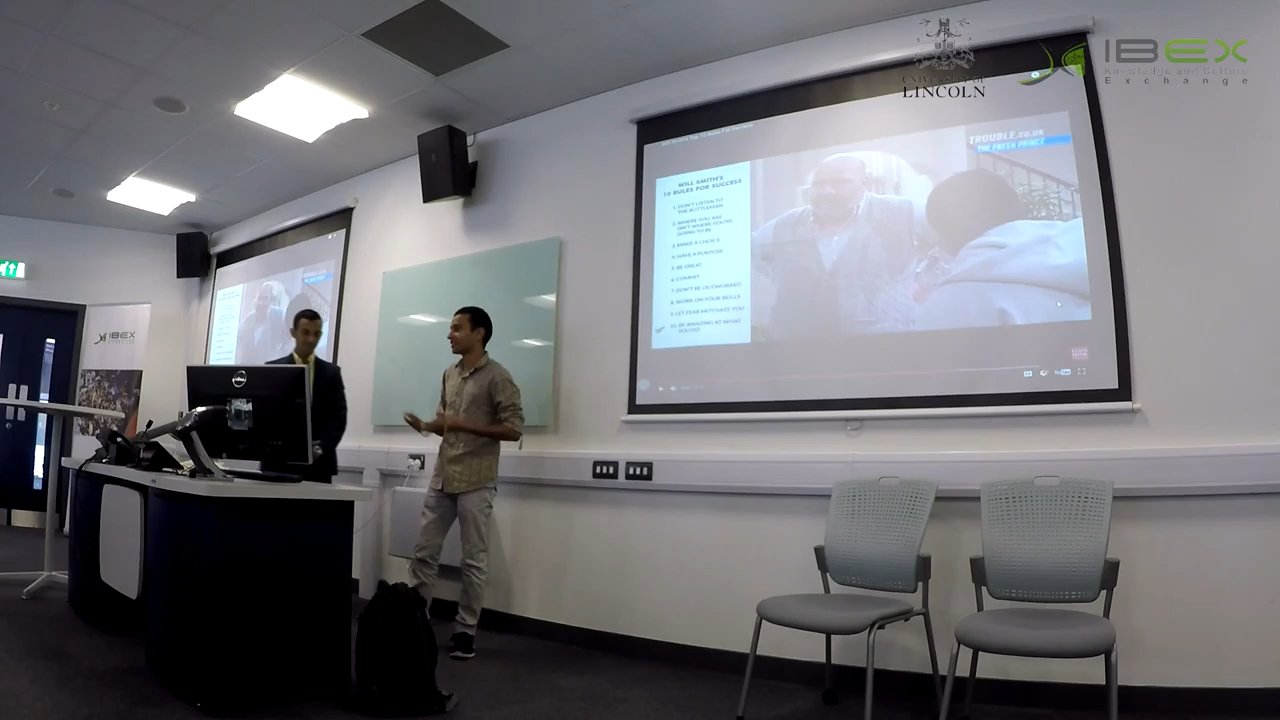 UNIVERSITY OF
LINCOLN
IBEX
Knowledge and Culture
Exchange
TROUBLE.co.uk
THE FRESH PRINCE
WILL SMITH'S
10 RULES FOR SUCCESS
1. DON'T LISTEN TO
THE BUTTLEMAN
2. WHERE YOU ARE
ISN'T WHERE YOU'RE
GOING TO BE
3. MAKE A CHOICE
4. HAVE A PURPOSE
5. BE GREAT
6. COMMIT
7. DON'T BE OUTWORKED
8. WORK ON YOUR SKILLS
9. LET FEAR MOTIVATE YOU
10. BE AMAZING AT WHAT
YOU DO
IBEX